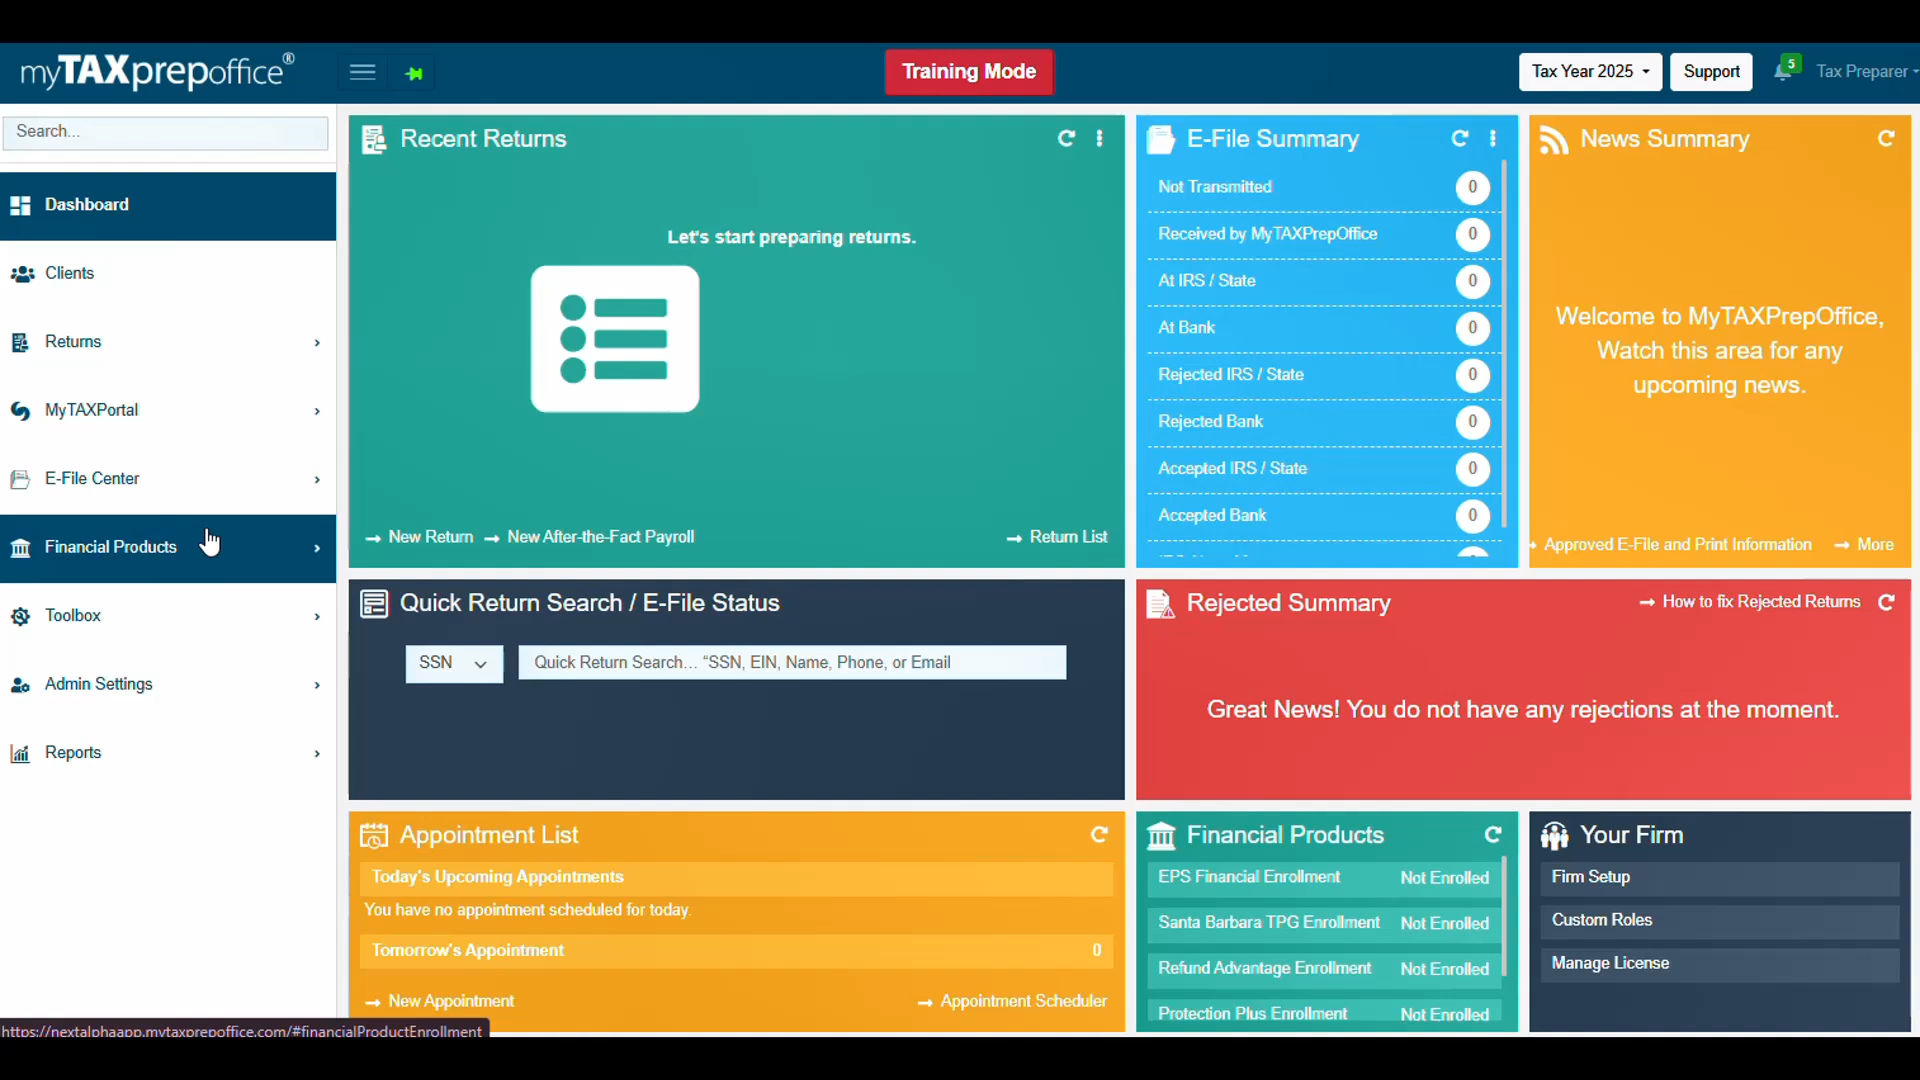 myTAXprepoffice®
Training Mode
Tax Year 2025
Support
5
Tax Preparer
Search...
Dashboard
Clients
Returns
MyTAXPortal
E-File Center
Financial Products
Toolbox
Admin Settings
Reports
Recent Returns
Let's start preparing returns.
→ New Return → New After-the-Fact Payroll → Return List
E-File Summary
Not Transmitted 0
Received by MyTAXPrepOffice 0
At IRS / State 0
At Bank 0
Rejected IRS / State 0
Rejected Bank 0
Accepted IRS / State 0
Accepted Bank 0
News Summary
Welcome to MyTAXPrepOffice,
Watch this area for any
upcoming news.
Approved E-File and Print Information → More
Quick Return Search / E-File Status
SSN
Quick Return Search... “SSN, EIN, Name, Phone, or Email
Rejected Summary
→ How to fix Rejected Returns
Great News! You do not have any rejections at the moment.
Appointment List
Today's Upcoming Appointments
You have no appointment scheduled for today.
Tomorrow's Appointment 0
→ New Appointment → Appointment Scheduler
Financial Products
EPS Financial Enrollment Not Enrolled
Santa Barbara TPG Enrollment Not Enrolled
Refund Advantage Enrollment Not Enrolled
Protection Plus Enrollment Not Enrolled
Your Firm
Firm Setup
Custom Roles
Manage License
https://nextalphaapp.mytaxprepoffice.com/#financialProductEnrollment